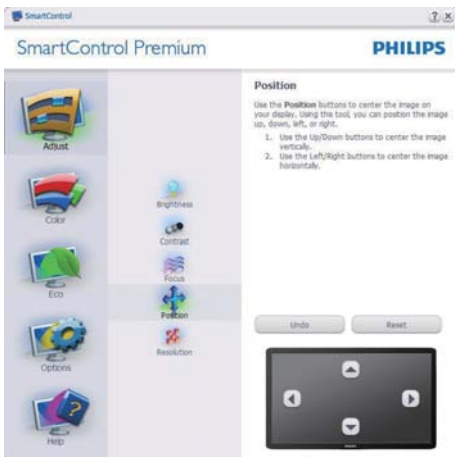 SmartControl
SmartControl Premium
PHILIPS
Adjust
Color
Eco
Options
Help
Brightness
Contrast
Focus
Position
Resolution
Position
Use the Position buttons to center the image on
your display. Using this tool, you can position the image
up, down, left, or right.
1. Use the Up/Down buttons to center the image
vertically.
2. Use the Left/Right buttons to center the image
horizontally.
Undo
Reset